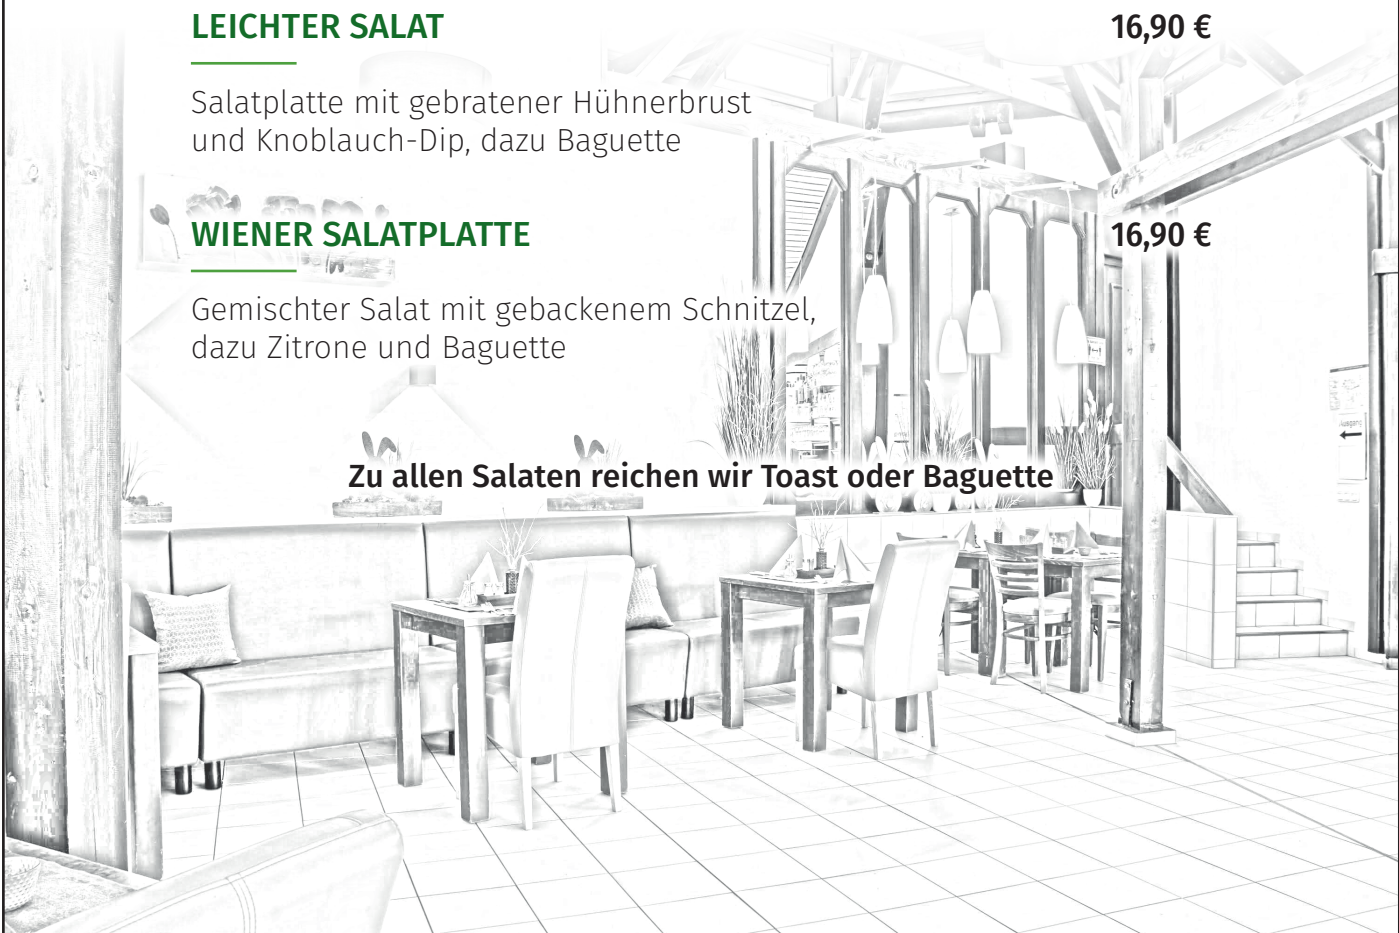 LEICHTER SALAT 16,90 €
Salatplatte mit gebratener Hühnerbrust
und Knoblauch-Dip, dazu Baguette
WIENER SALATPLATTE 16,90 €
Gemischter Salat mit gebackenem Schnitzel,
dazu Zitrone und Baguette
Zu allen Salaten reichen wir Toast oder Baguette
Ausgang